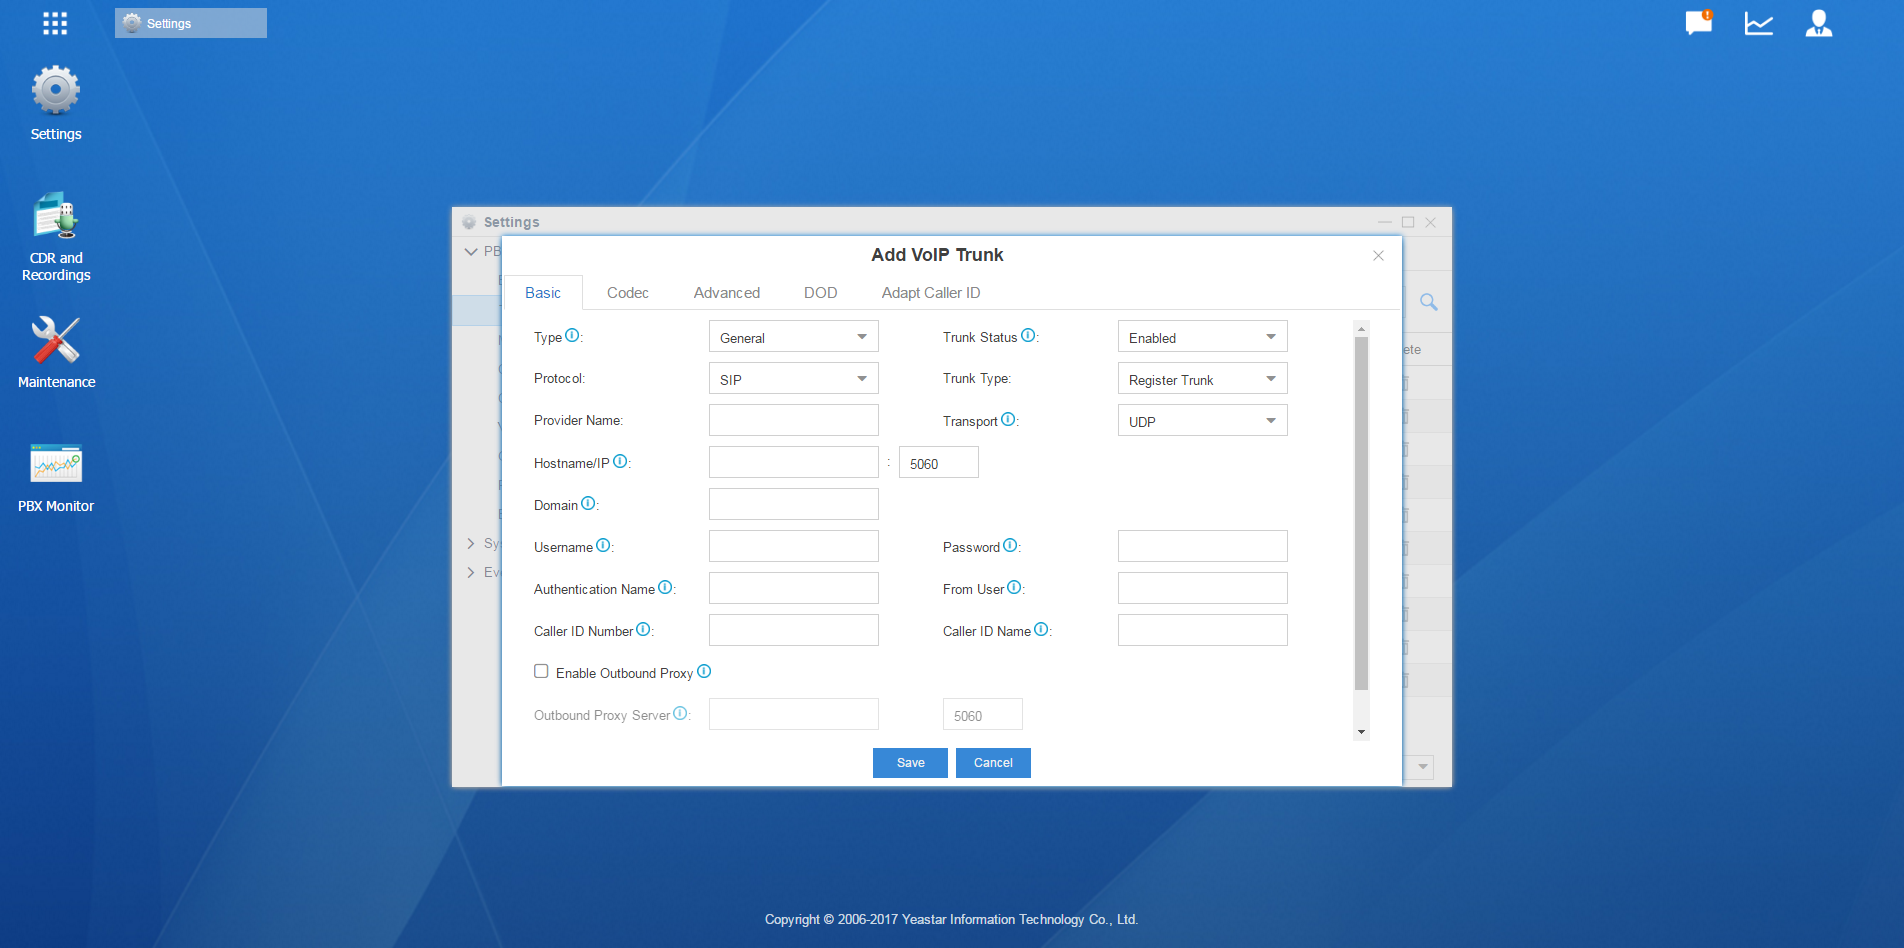 Settings
Settings
CDR and
Recordings
Maintenance
PBX Monitor
Settings
PB
Sys
Eve
ete
Add VoIP Trunk
Basic Codec Advanced DOD Adapt Caller ID
Type : General Trunk Status : Enabled
Protocol: SIP Trunk Type: Register Trunk
Provider Name: Transport : UDP
Hostname/IP : : 5060
Domain :
Username : Password :
Authentication Name : From User :
Caller ID Number : Caller ID Name :
Enable Outbound Proxy
Outbound Proxy Server : 5060
Save Cancel
Copyright © 2006-2017 Yeastar Information Technology Co., Ltd.